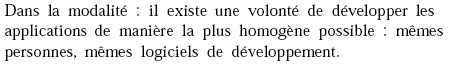 Dans la modalité : il existe une volonté de développer les
applications de manière la plus homogène possible : mêmes
personnes, mêmes logiciels de développement.